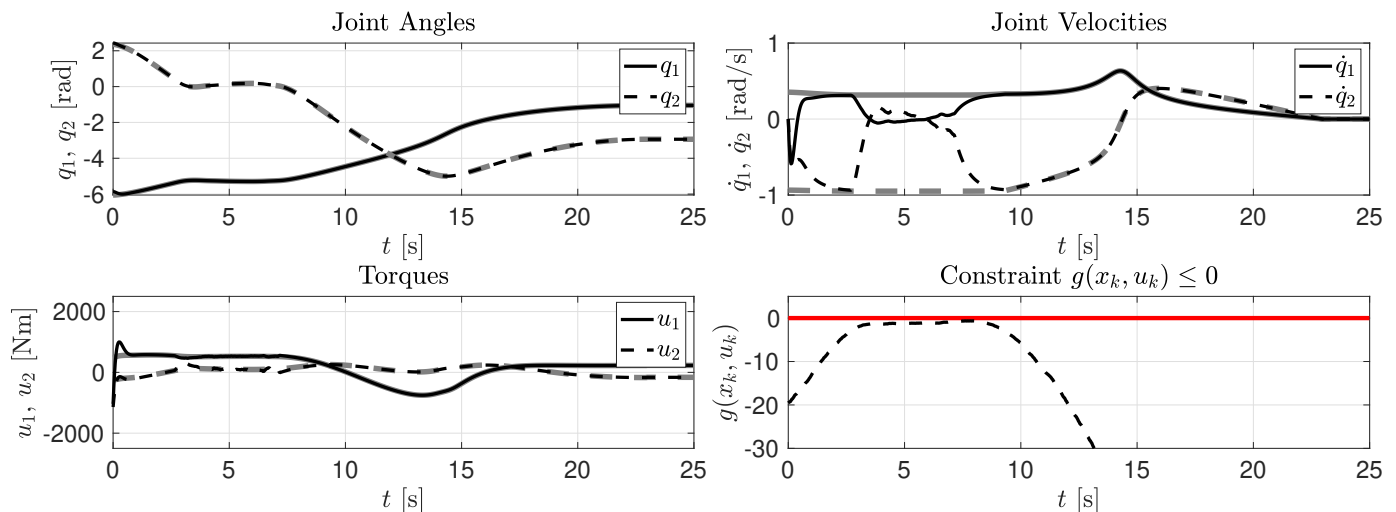 Joint Angles
q₁, q₂ [rad]
2
0
-2
-4
-6
q₁
q₂
0 5 10 15 20 25
t [s]
Joint Velocities
q̇₁, q̇₂ [rad/s]
1
0
-1
q̇₁
q̇₂
0 5 10 15 20 25
t [s]
Torques
u₁, u₂ [Nm]
2000
0
-2000
u₁
u₂
0 5 10 15 20 25
t [s]
Constraint g(xₖ, uₖ) ≤ 0
g(xₖ, uₖ)
0
-10
-20
-30
0 5 10 15 20 25
t [s]